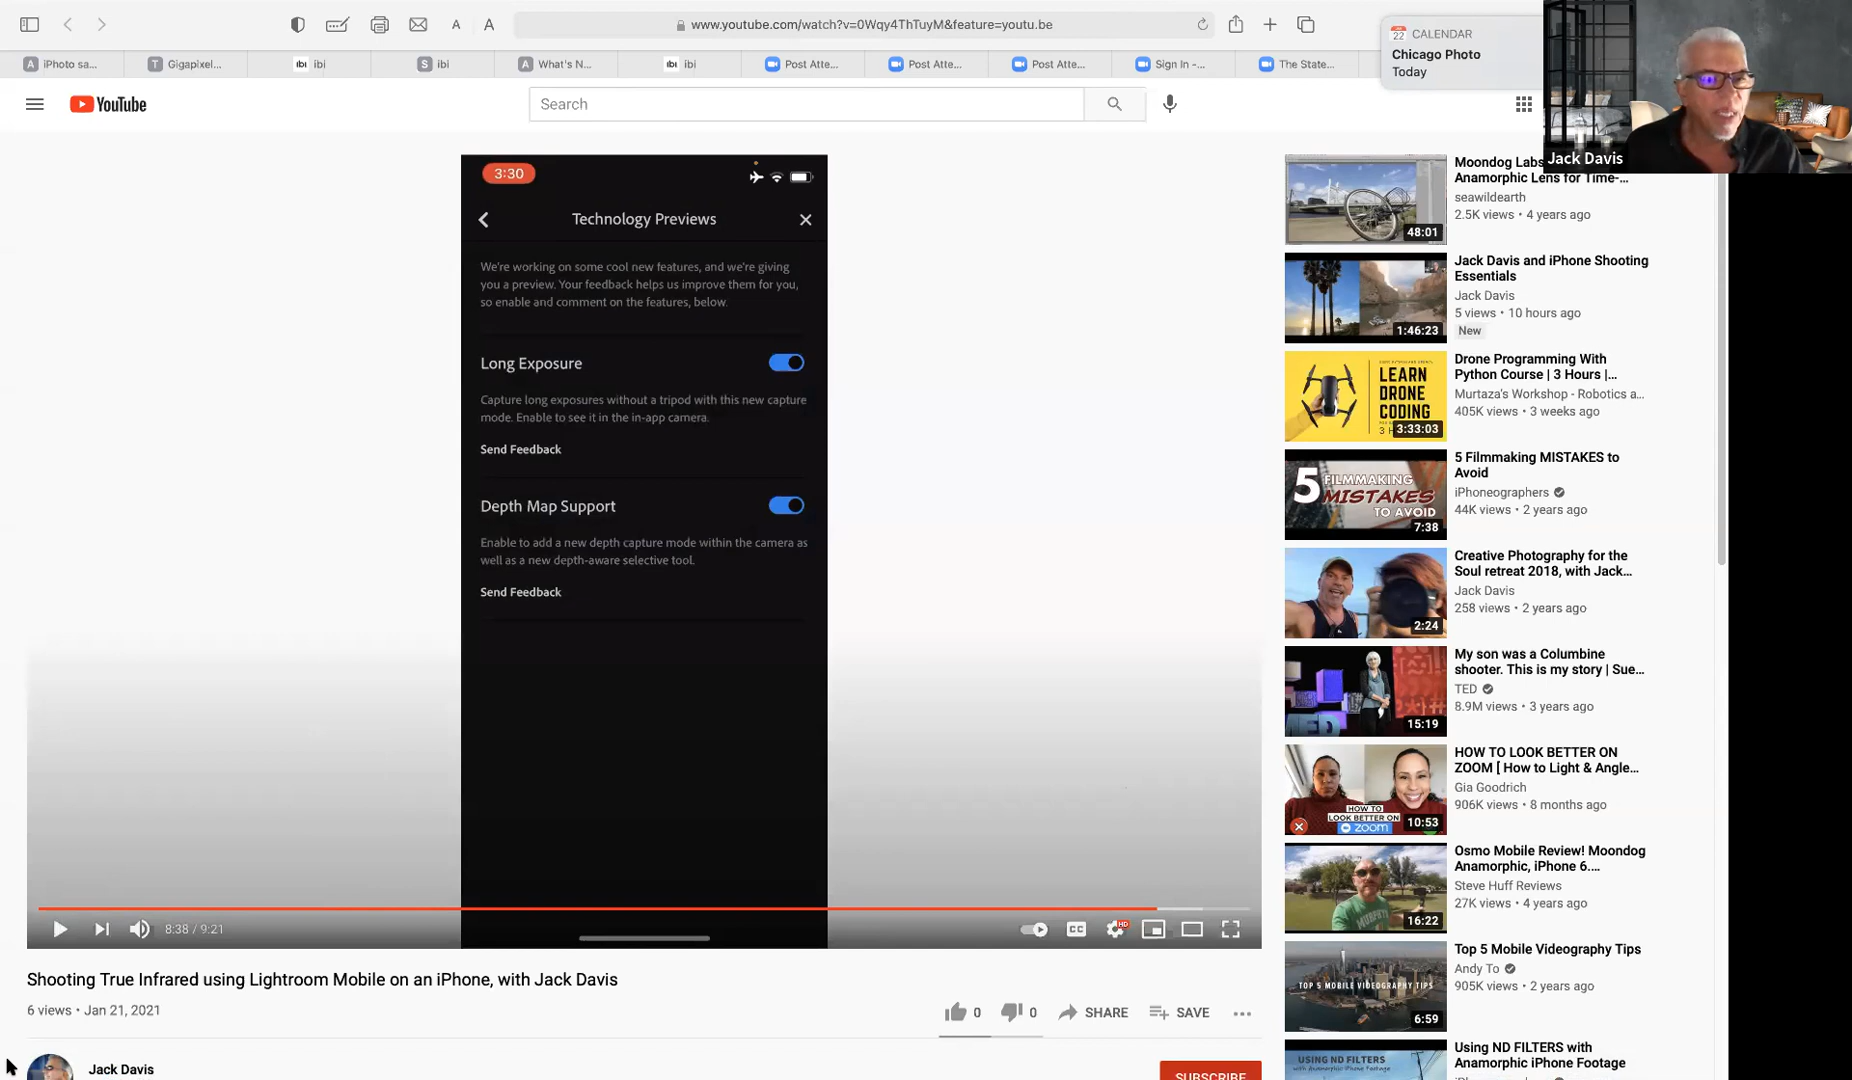 www.youtube.com/watch?v=0Wqy4ThTuyM&feature=youtu.be
iPhoto sa...
Gigapixel...
ibi
ibi
What's N...
ibi
Post Atte...
Post Atte...
Post Atte...
Sign In -...
The State...
CALENDAR
Chicago Photo
Today
Jack Davis
YouTube
Search
3:30
Technology Previews
We're working on some cool new features, and we're giving
you a preview. Your feedback helps us improve them for you,
so enable and comment on the features, below.
Long Exposure
Capture long exposures without a tripod with this new capture
mode. Enable to see it in the in-app camera.
Send Feedback
Depth Map Support
Enable to add a new depth capture mode within the camera as
well as a new depth-aware selective tool.
Send Feedback
8:38 / 9:21
CC
HD
Shooting True Infrared using Lightroom Mobile on an iPhone, with Jack Davis
6 views • Jan 21, 2021
0
0
SHARE
SAVE
Jack Davis
SUBSCRIBE
Moondog Labs
Anamorphic Lens for Time-...
seawildearth
2.5K views • 4 years ago
48:01
Jack Davis and iPhone Shooting
Essentials
Jack Davis
5 views • 10 hours ago
New
1:46:23
Drone Programming With
Python Course | 3 Hours |...
Murtaza's Workshop - Robotics a...
405K views • 3 weeks ago
LEARN
DRONE
CODING
3:33:03
5 Filmmaking MISTAKES to
Avoid
iPhoneographers
44K views • 2 years ago
5 FILMMAKING
MISTAKES
TO AVOID
7:38
Creative Photography for the
Soul retreat 2018, with Jack...
Jack Davis
258 views • 2 years ago
2:24
My son was a Columbine
shooter. This is my story | Sue...
TED
8.9M views • 3 years ago
15:19
HOW TO LOOK BETTER ON
ZOOM [ How to Light & Angle...
Gia Goodrich
906K views • 8 months ago
HOW TO
LOOK BETTER ON
zoom
10:53
Osmo Mobile Review! Moondog
Anamorphic, iPhone 6....
Steve Huff Reviews
27K views • 4 years ago
16:22
Top 5 Mobile Videography Tips
Andy To
905K views • 2 years ago
TOP 5 MOBILE VIDEOGRAPHY TIPS
6:59
Using ND FILTERS with
Anamorphic iPhone Footage
USING ND FILTERS
with Anamorphic iPhone Footage